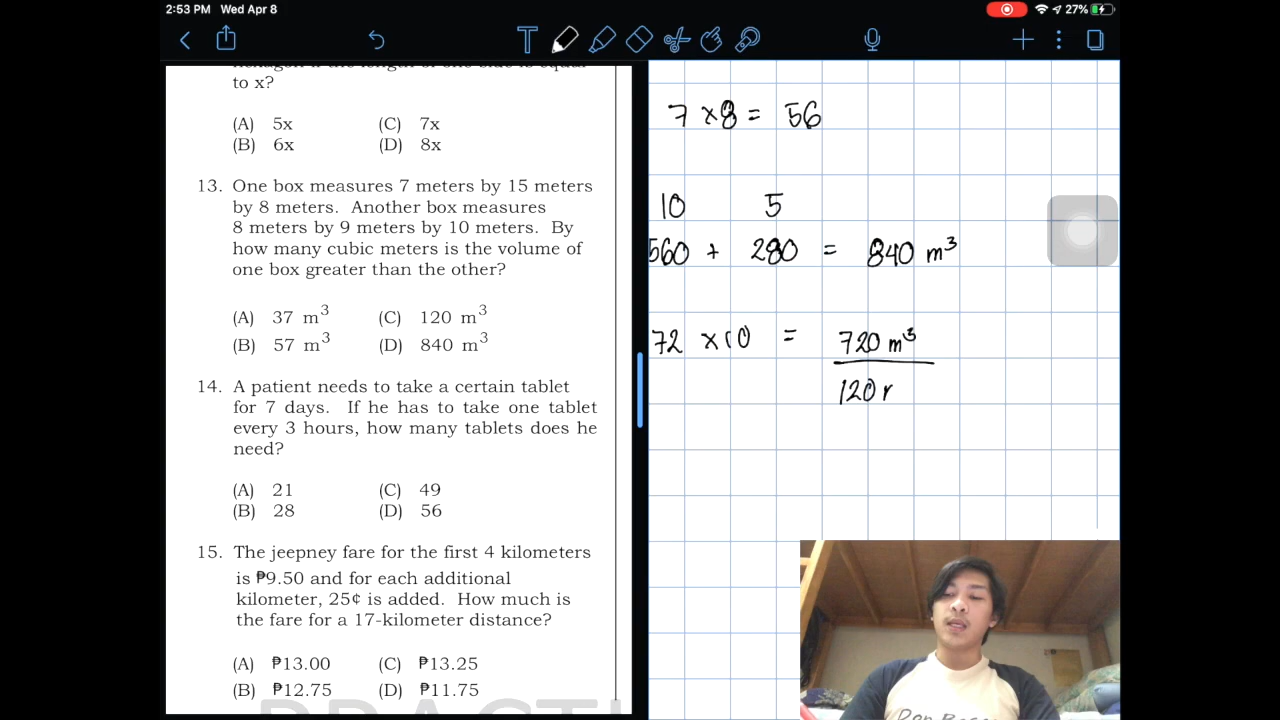 2:53 PM Wed Apr 8
27%
T
to x?
(A) 5x (C) 7x
(B) 6x (D) 8x
13. One box measures 7 meters by 15 meters
by 8 meters. Another box measures
8 meters by 9 meters by 10 meters. By
how many cubic meters is the volume of
one box greater than the other?
(A) 37 m³ (C) 120 m³
(B) 57 m³ (D) 840 m³
14. A patient needs to take a certain tablet
for 7 days. If he has to take one tablet
every 3 hours, how many tablets does he
need?
(A) 21 (C) 49
(B) 28 (D) 56
15. The jeepney fare for the first 4 kilometers
is ₱9.50 and for each additional
kilometer, 25¢ is added. How much is
the fare for a 17-kilometer distance?
(A) ₱13.00 (C) ₱13.25
(B) ₱12.75 (D) ₱11.75
7 x 8 = 56
10 5
560 + 280 = 840 m³
72 x 10 = 720 m³
120 r